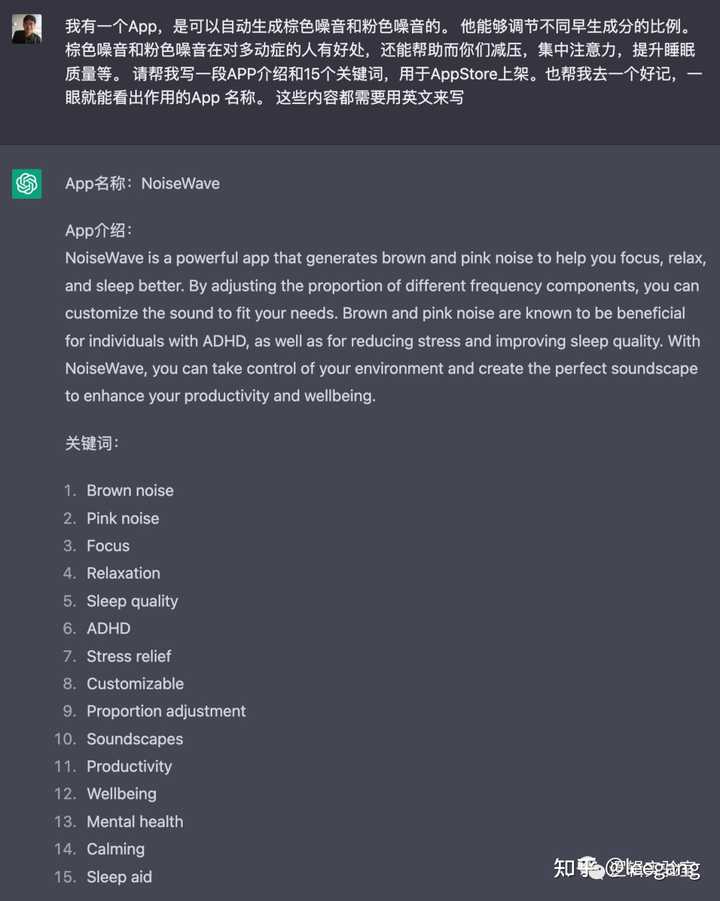 我有一个App，是可以自动生成棕色噪音和粉色噪音的。 他能够调节不同早生成分的比例。
棕色噪音和粉色噪音在对多动症的人有好处，还能帮助而你们减压，集中注意力，提升睡眠
质量等。 请帮我写一段APP介绍和15个关键词，用于AppStore上架。也帮我去一个好记，一
眼就能看出作用的App 名称。 这些内容都需要用英文来写
App名称：NoiseWave
App介绍：
NoiseWave is a powerful app that generates brown and pink noise to help you focus, relax,
and sleep better. By adjusting the proportion of different frequency components, you can
customize the sound to fit your needs. Brown and pink noise are known to be beneficial
for individuals with ADHD, as well as for reducing stress and improving sleep quality. With
NoiseWave, you can take control of your environment and create the perfect soundscape
to enhance your productivity and wellbeing.
关键词：
1. Brown noise
2. Pink noise
3. Focus
4. Relaxation
5. Sleep quality
6. ADHD
7. Stress relief
8. Customizable
9. Proportion adjustment
10. Soundscapes
11. Productivity
12. Wellbeing
13. Mental health
14. Calming
15. Sleep aid
知乎